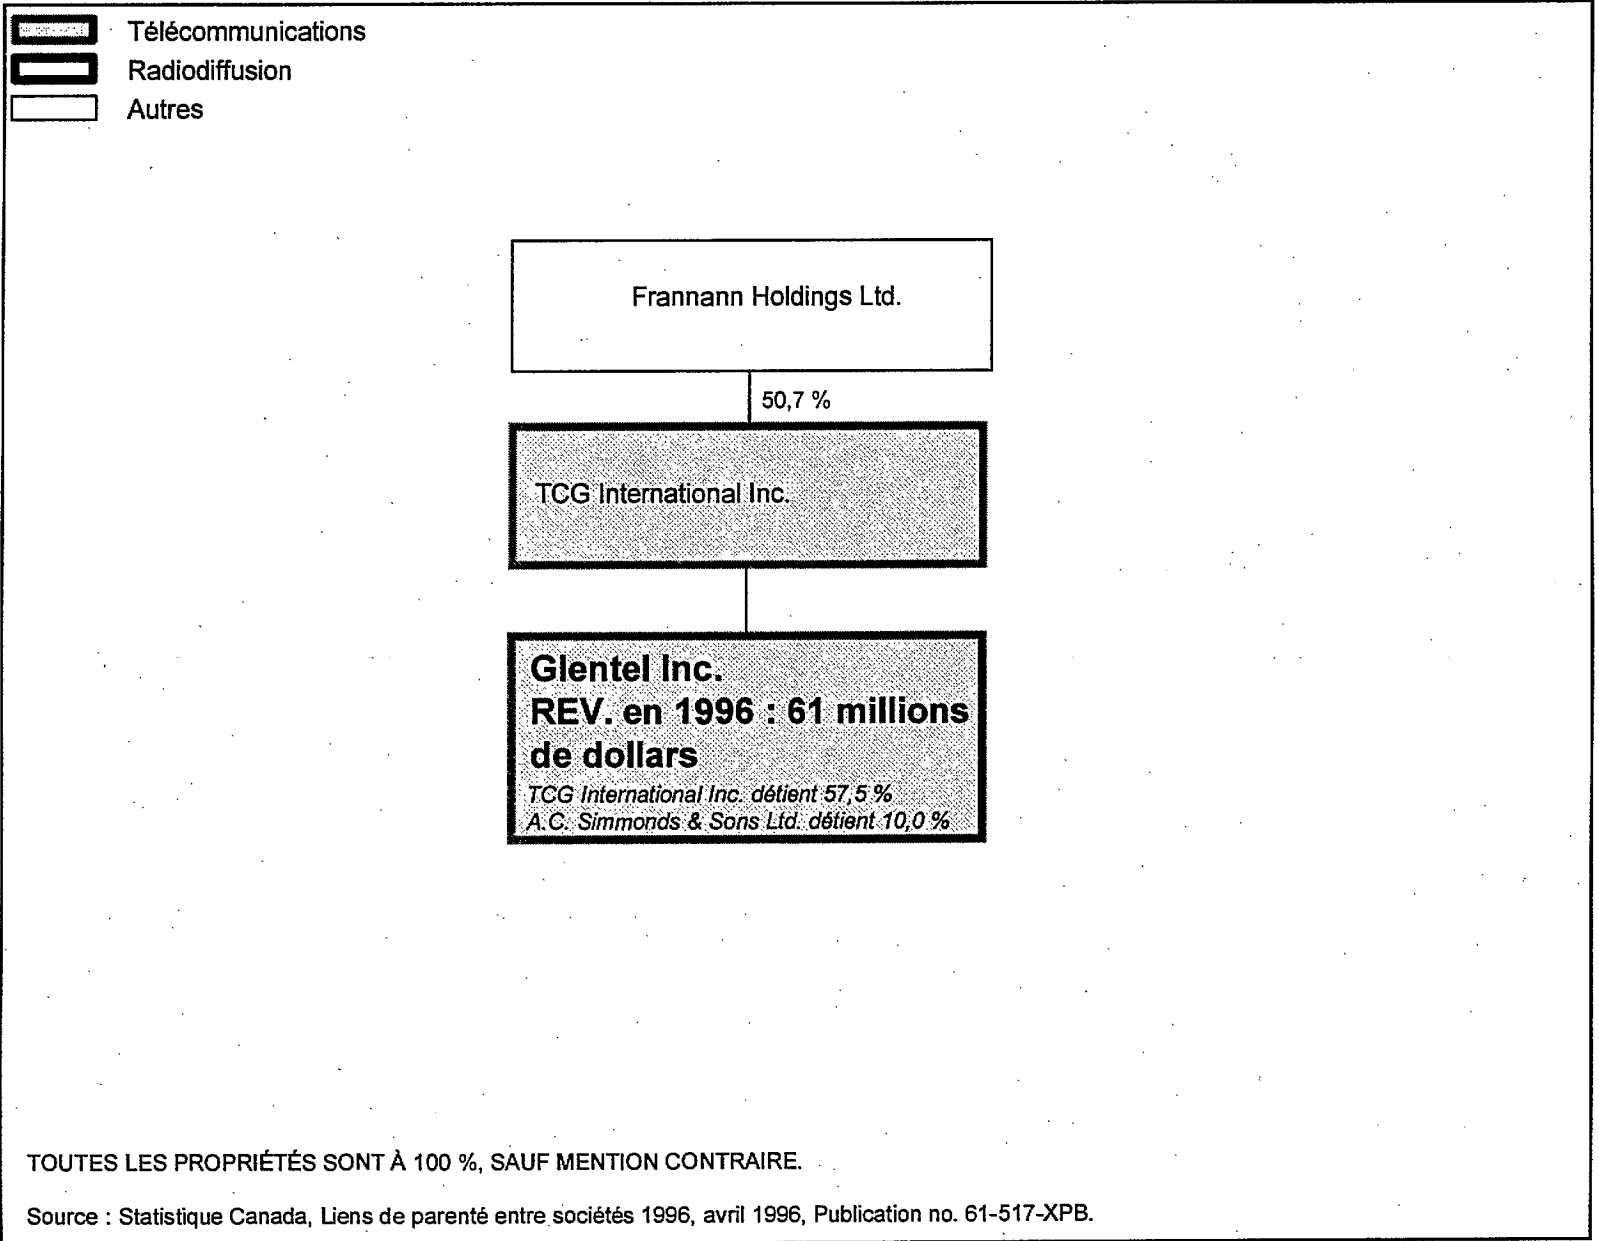 Télécommunications
Radiodiffusion
Autres
Frannann Holdings Ltd.
50,7 %
TCG International Inc.
Glentel Inc.
REV. en 1996 : 61 millions
de dollars
TCG International Inc. détient 57,5 %
A.C. Simmonds & Sons Ltd. détient 10,0 %
TOUTES LES PROPRIÉTÉS SONT À 100 %, SAUF MENTION CONTRAIRE.
Source : Statistique Canada, Liens de parenté entre sociétés 1996, avril 1996, Publication no. 61-517-XPB.